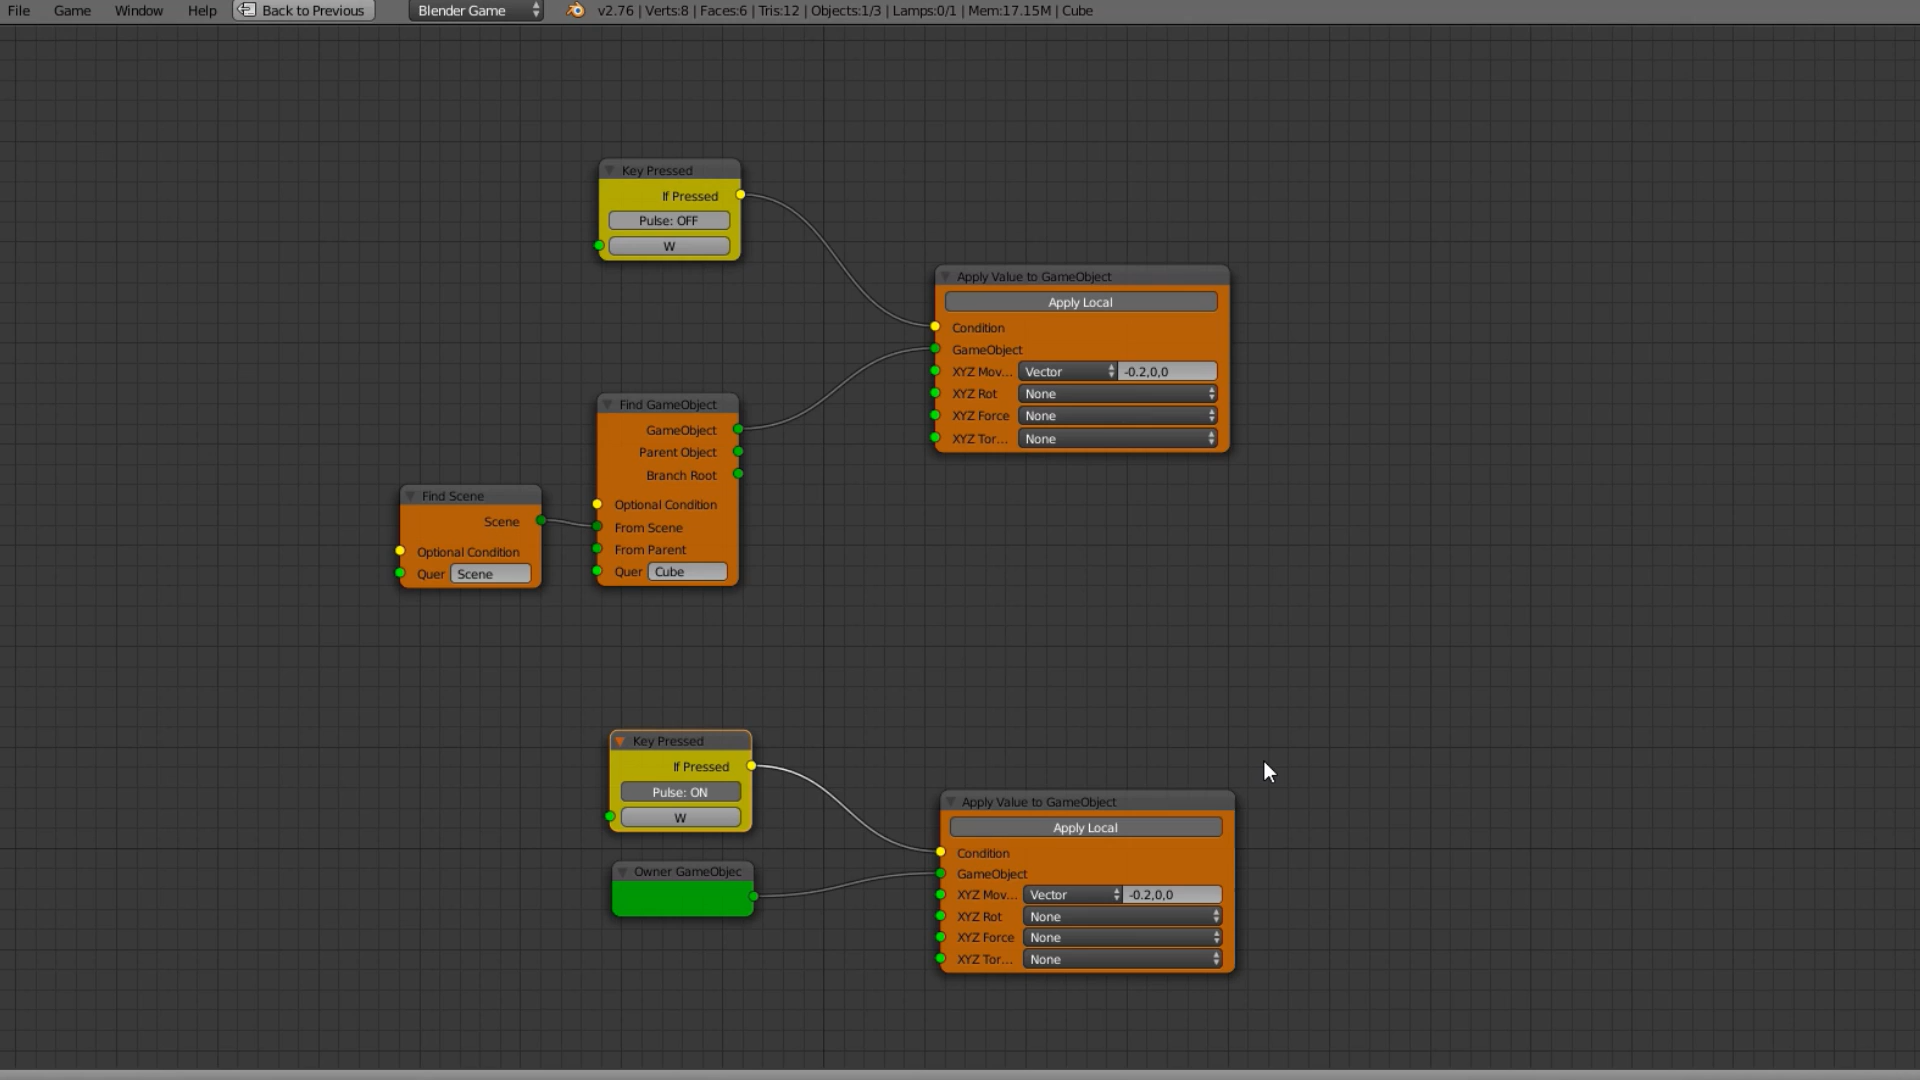 File Game Window Help Back to Previous Blender Game v2.76 | Verts:8 | Faces:6 | Tris:12 | Objects:1/3 | Lamps:0/1 | Mem:17.15M | Cube
Key Pressed
If Pressed
Pulse: OFF
W
Apply Value to GameObject
Apply Local
Condition
GameObject
XYZ Mov... Vector -0.2,0,0
XYZ Rot None
XYZ Force None
XYZ Tor... None
Find GameObject
GameObject
Parent Object
Branch Root
Optional Condition
From Scene
From Parent
Quer Cube
Find Scene
Scene
Optional Condition
Quer Scene
Key Pressed
If Pressed
Pulse: ON
W
Owner GameObjec
Apply Value to GameObject
Apply Local
Condition
GameObject
XYZ Mov... Vector -0.2,0,0
XYZ Rot None
XYZ Force None
XYZ Tor... None